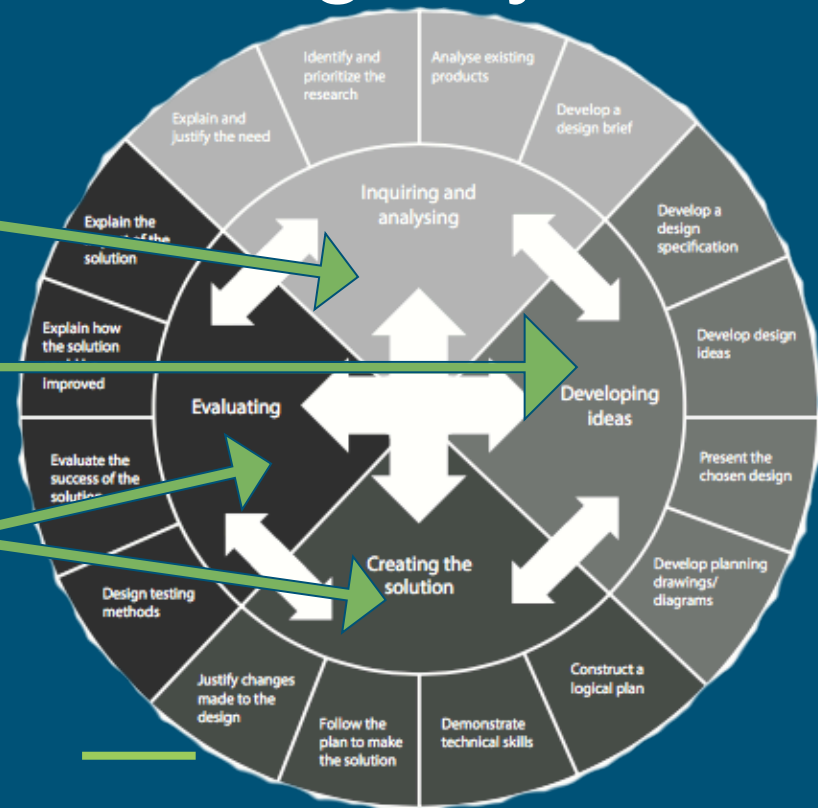 Explain and
justify the need
Identify and
prioritize the
research
Analyse existing
products
Develop a
design brief
Inquiring and
analysing
Develop a
design
specification
Develop design
ideas
Present the
chosen design
Develop planning
drawings/
diagrams
Developing
ideas
Construct a
logical plan
Demonstrate
technical skills
Follow the
plan to make
the solution
Justify changes
made to the
design
Creating the
solution
Design testing
methods
Evaluate the
success of the
solution
Explain how
the solution
improved
Explain the
of the
solution
Evaluating